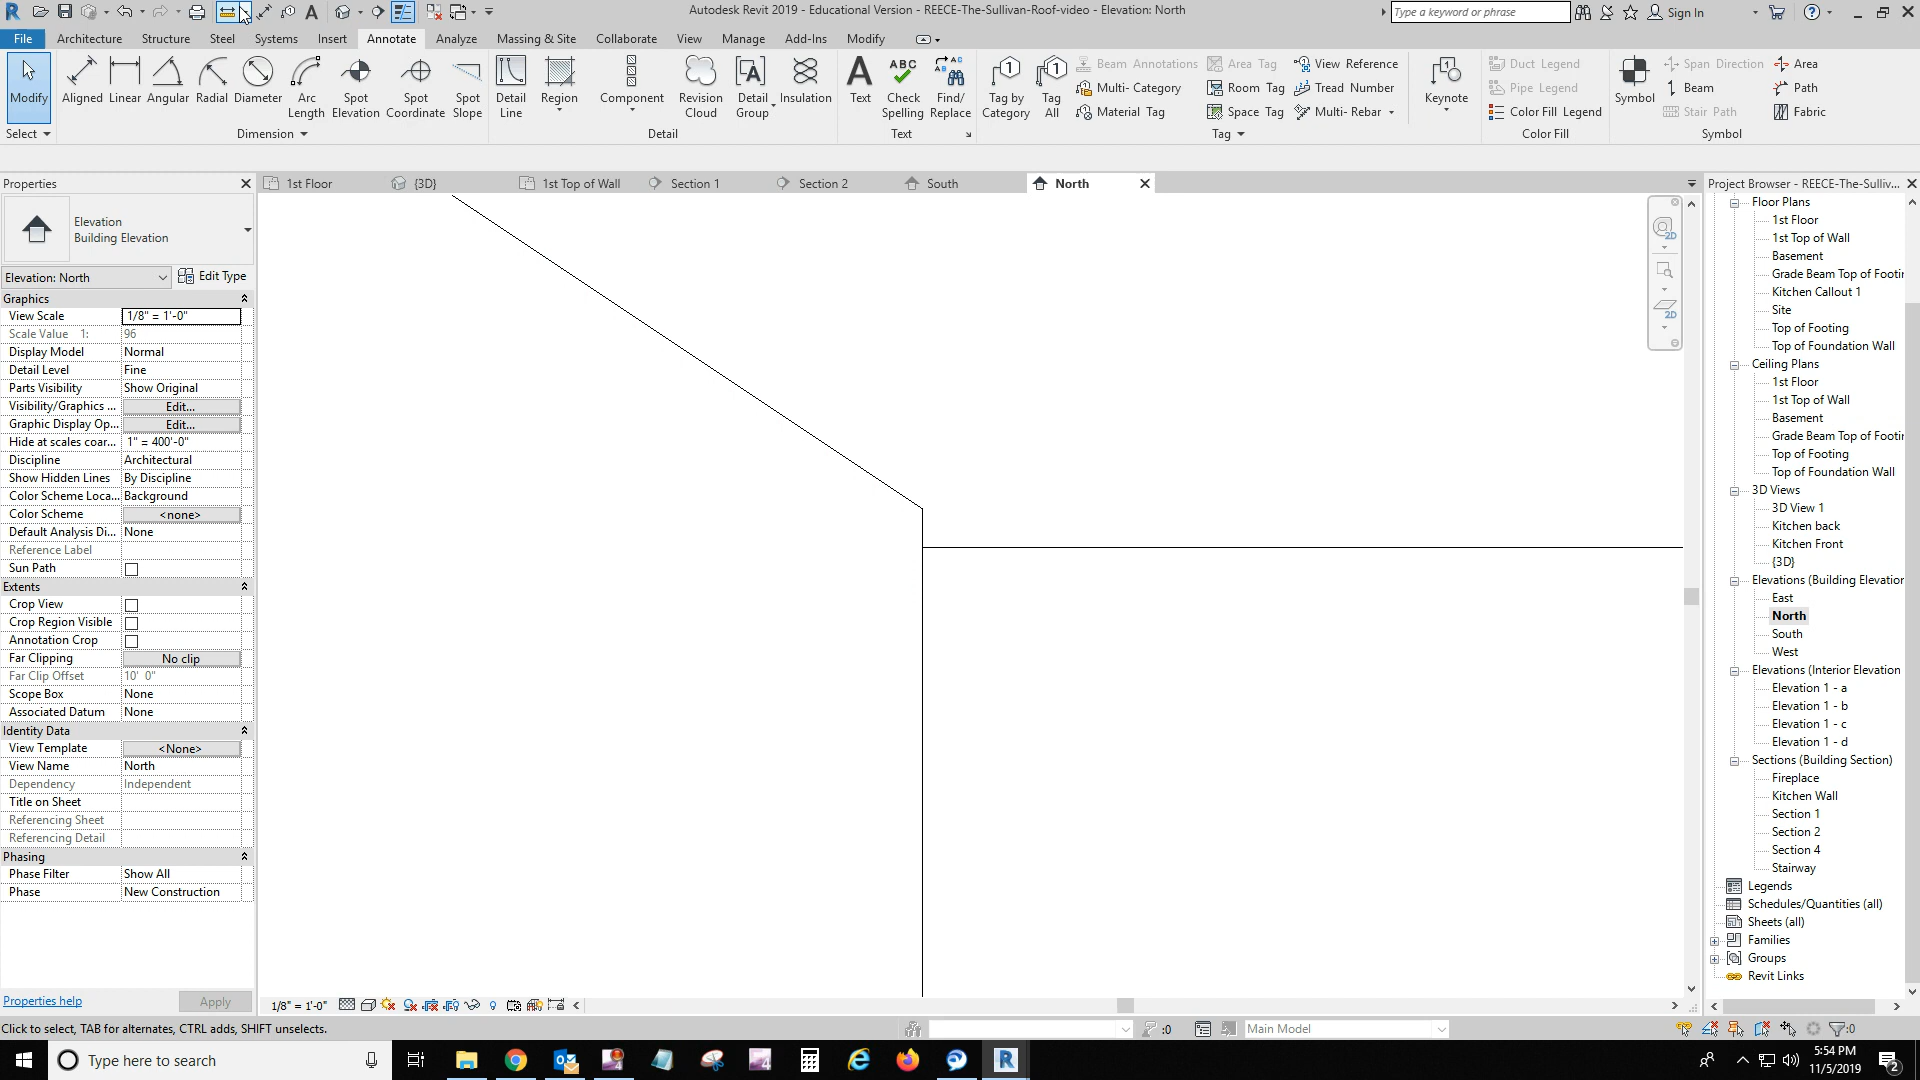 Autodesk Revit 2019 - Educational Version - REECE-The-Sullivan-Roof-video - Elevation: North
Type a keyword or phrase
Sign In
File Architecture Structure Steel Systems Insert Annotate Analyze Massing & Site Collaborate View Manage Add-Ins Modify
Modify
Aligned Linear Angular Radial Diameter Arc Length Spot Elevation Spot Coordinate Spot Slope
Detail Line Region Component Revision Cloud Detail Group Insulation
Text Check Spelling Find/ Replace
Tag by Category Tag All
Beam Annotations Area Tag View Reference
Multi- Category Room Tag Tread Number
Material Tag Space Tag Multi- Rebar
Keynote
Duct Legend
Pipe Legend
Color Fill Legend
Symbol
Span Direction Area
Beam Path
Stair Path Fabric
Select Dimension Detail Text Tag Color Fill Symbol
Properties
1st Floor {3D} 1st Top of Wall Section 1 Section 2 South North
Project Browser - REECE-The-Sulliv...
Elevation
Building Elevation
Elevation: North Edit Type
Graphics
View Scale 1/8" = 1'-0"
Scale Value 1: 96
Display Model Normal
Detail Level Fine
Parts Visibility Show Original
Visibility/Graphics ... Edit...
Graphic Display Op... Edit...
Hide at scales coar... 1" = 400'-0"
Discipline Architectural
Show Hidden Lines By Discipline
Color Scheme Loca... Background
Color Scheme <none>
Default Analysis Di... None
Reference Label
Sun Path
Extents
Crop View
Crop Region Visible
Annotation Crop
Far Clipping No clip
Far Clip Offset 10' 0"
Scope Box None
Associated Datum None
Identity Data
View Template <None>
View Name North
Dependency Independent
Title on Sheet
Referencing Sheet
Referencing Detail
Phasing
Phase Filter Show All
Phase New Construction
Properties help Apply
2D
2D
Floor Plans
1st Floor
1st Top of Wall
Basement
Grade Beam Top of Footin
Kitchen Callout 1
Site
Top of Footing
Top of Foundation Wall
Ceiling Plans
1st Floor
1st Top of Wall
Basement
Grade Beam Top of Footin
Top of Footing
Top of Foundation Wall
3D Views
3D View 1
Kitchen back
Kitchen Front
{3D}
Elevations (Building Elevation
East
North
South
West
Elevations (Interior Elevation
Elevation 1 - a
Elevation 1 - b
Elevation 1 - c
Elevation 1 - d
Sections (Building Section)
Fireplace
Kitchen Wall
Section 1
Section 2
Section 4
Stairway
Legends
Schedules/Quantities (all)
Sheets (all)
Families
Groups
Revit Links
1/8" = 1'-0"
Click to select, TAB for alternates, CTRL adds, SHIFT unselects.
:0
Main Model
:0
Type here to search
5:54 PM
11/5/2019
2